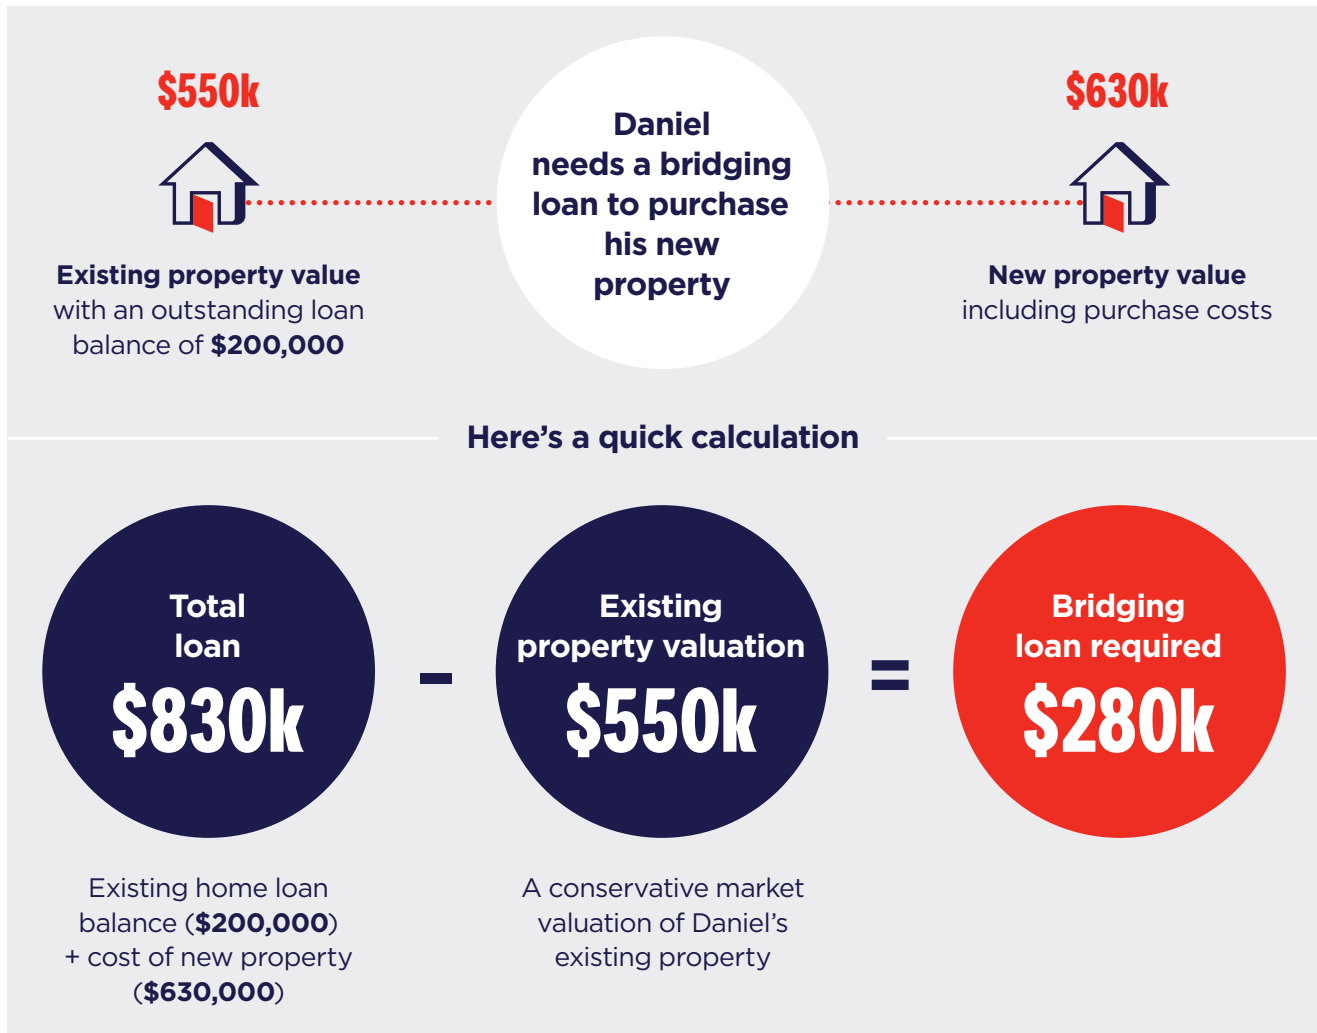 $550k
Existing property value
with an outstanding loan
balance of $200,000
Daniel
needs a bridging
loan to purchase
his new
property
$630k
New property value
including purchase costs
Here’s a quick calculation
Total
loan
$830k
Existing home loan
balance ($200,000)
+ cost of new property
($630,000)
-
Existing
property valuation
$550k
A conservative market
valuation of Daniel’s
existing property
=
Bridging
loan required
$280k